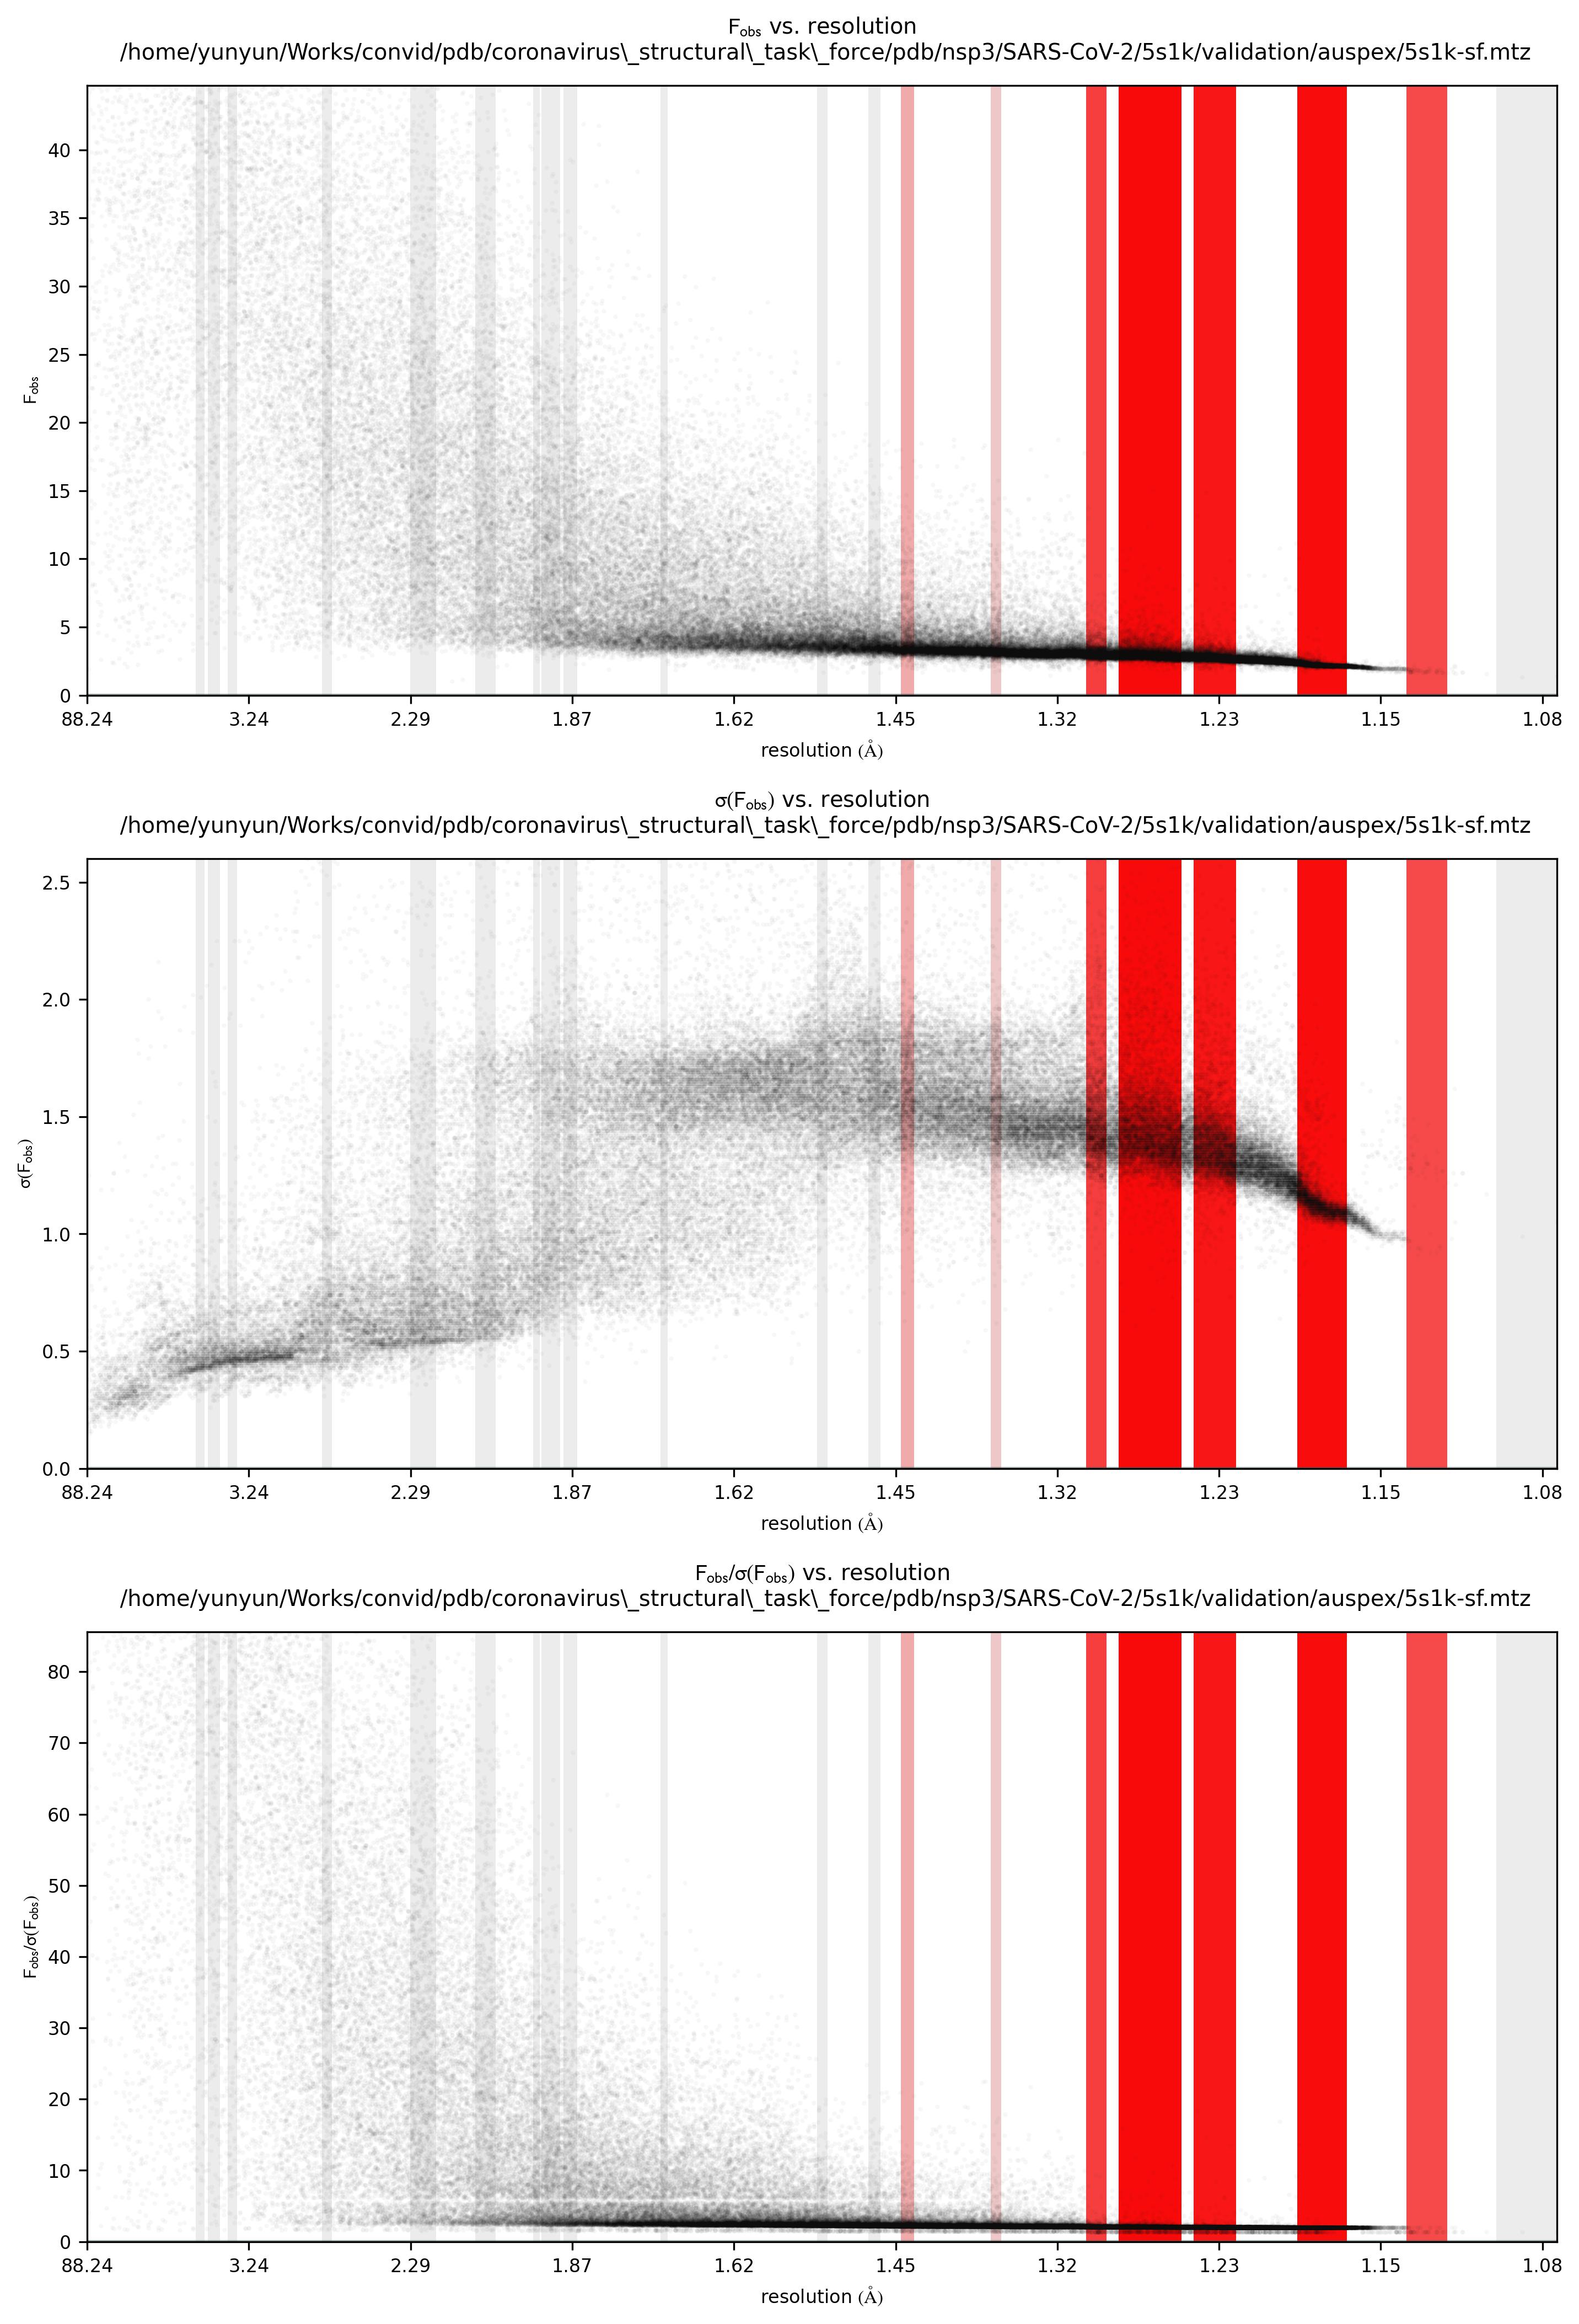 Fobs vs. resolution
/home/yunyun/Works/convid/pdb/coronavirus\_structural\_task\_force/pdb/nsp3/SARS-CoV-2/5s1k/validation/auspex/5s1k-sf.mtz
40
35
30
25
20
15
10
5
0
Fobs
88.24 3.24 2.29 1.87 1.62 1.45 1.32 1.23 1.15 1.08
resolution (Å)
σ(Fobs) vs. resolution
/home/yunyun/Works/convid/pdb/coronavirus\_structural\_task\_force/pdb/nsp3/SARS-CoV-2/5s1k/validation/auspex/5s1k-sf.mtz
2.5
2.0
1.5
1.0
0.5
0.0
σ(Fobs)
88.24 3.24 2.29 1.87 1.62 1.45 1.32 1.23 1.15 1.08
resolution (Å)
Fobs/σ(Fobs) vs. resolution
/home/yunyun/Works/convid/pdb/coronavirus\_structural\_task\_force/pdb/nsp3/SARS-CoV-2/5s1k/validation/auspex/5s1k-sf.mtz
80
70
60
50
40
30
20
10
0
Fobs/σ(Fobs)
88.24 3.24 2.29 1.87 1.62 1.45 1.32 1.23 1.15 1.08
resolution (Å)